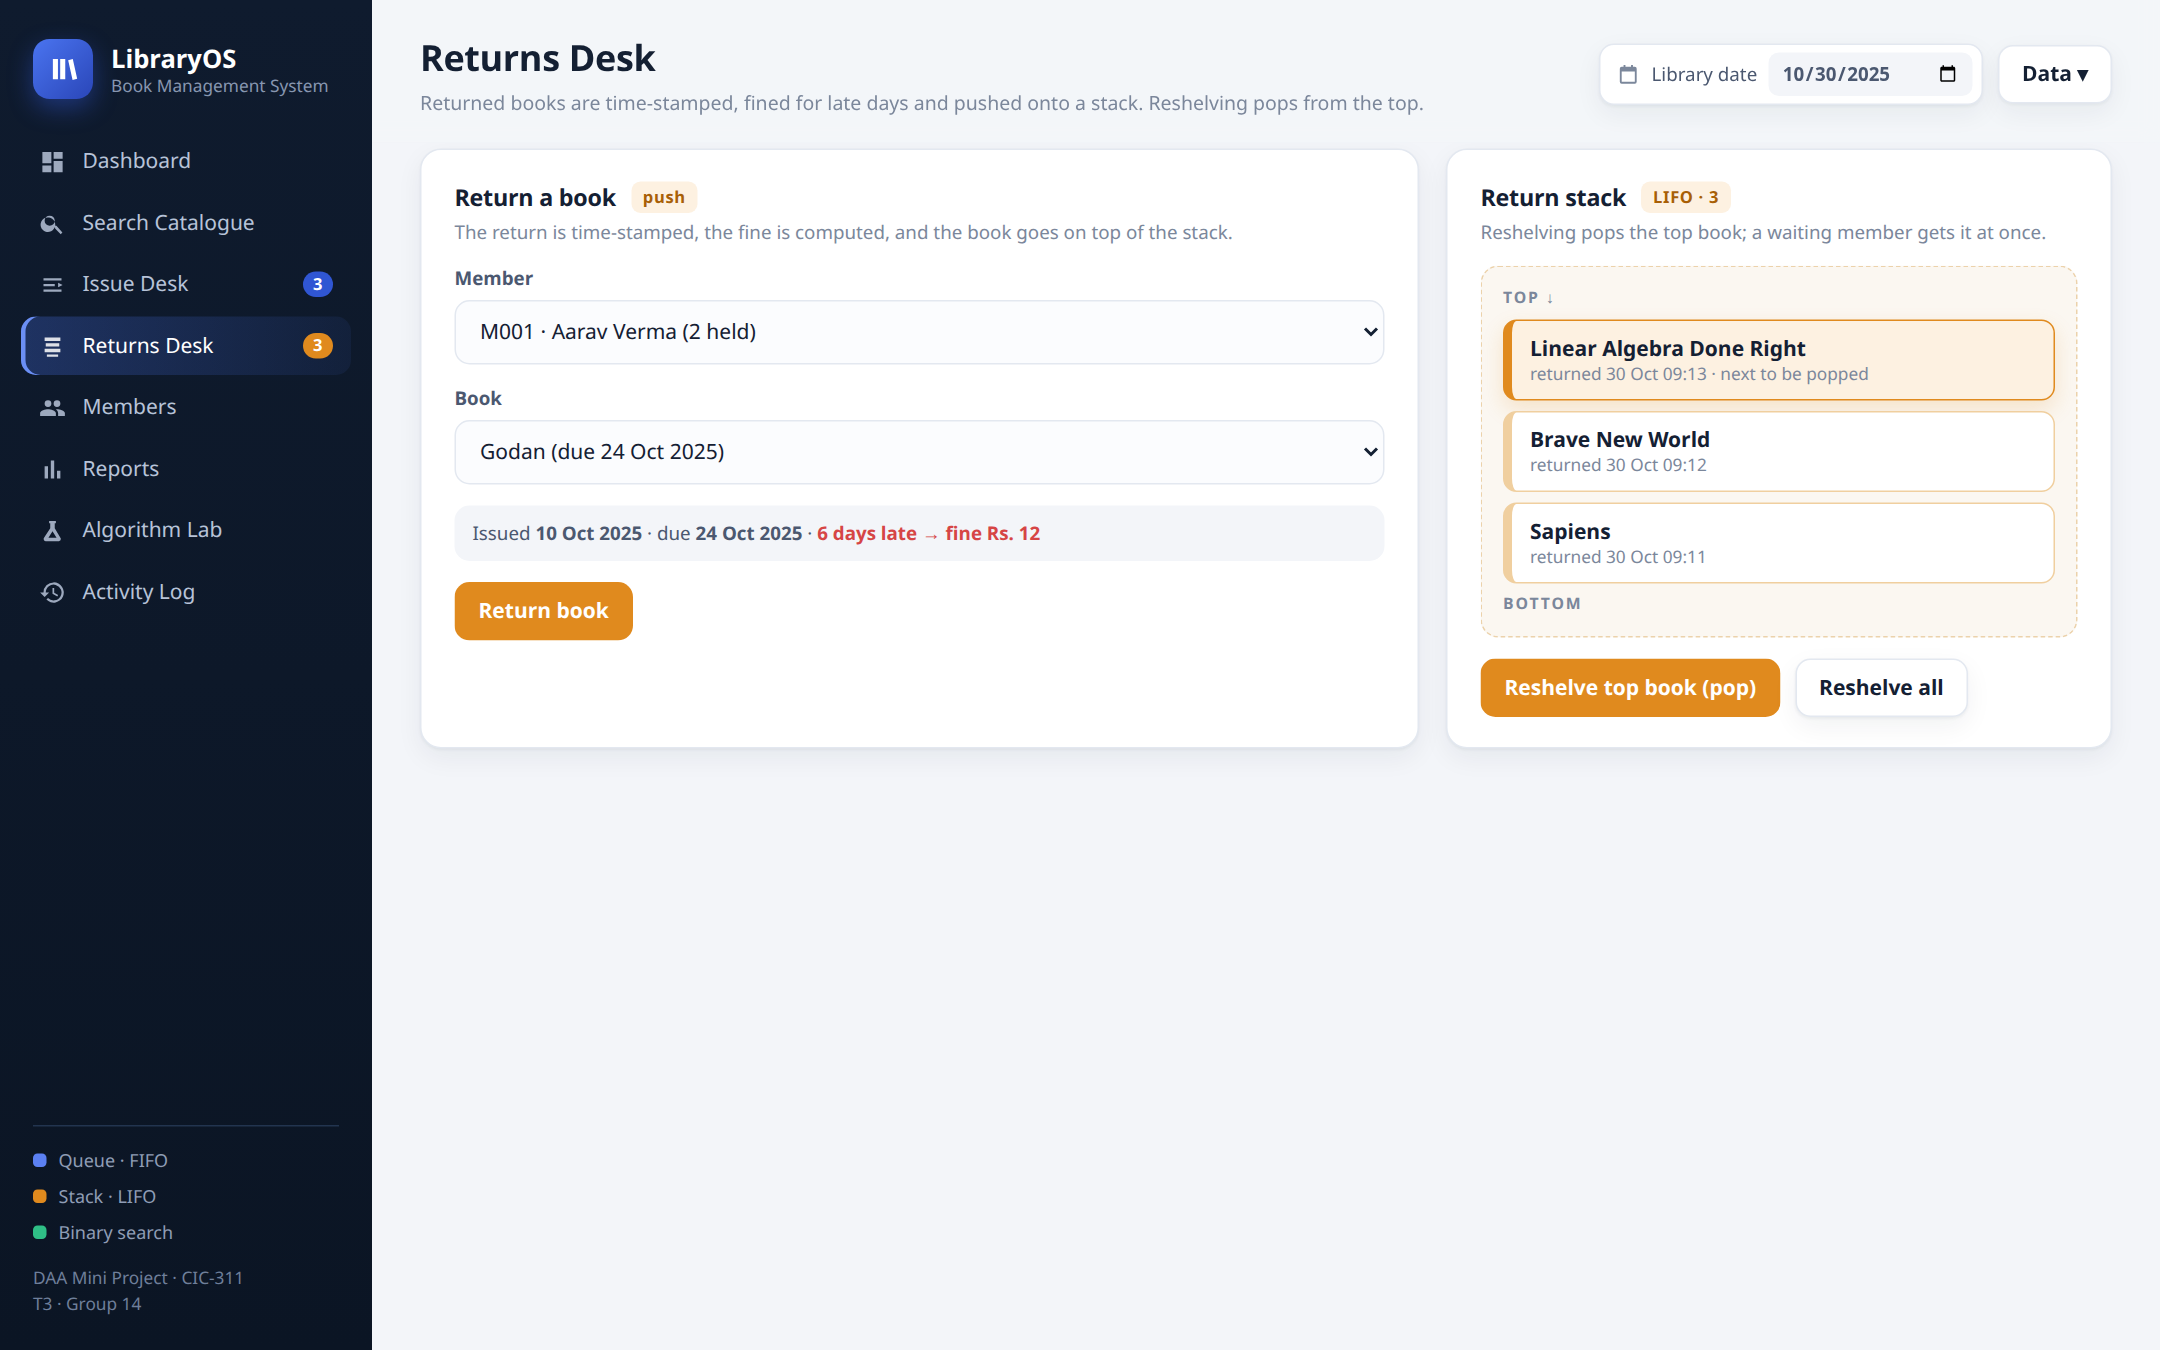 LibraryOS
Book Management System
Dashboard
Search Catalogue
Issue Desk 3
Returns Desk 3
Members
Reports
Algorithm Lab
Activity Log
Queue · FIFO
Stack · LIFO
Binary search
DAA Mini Project · CIC-311
T3 · Group 14
Returns Desk
Returned books are time-stamped, fined for late days and pushed onto a stack. Reshelving pops from the top.
Library date 10/30/2025
Data ▾
Return a book push
The return is time-stamped, the fine is computed, and the book goes on top of the stack.
Member
M001 · Aarav Verma (2 held)
Book
Godan (due 24 Oct 2025)
Issued 10 Oct 2025 · due 24 Oct 2025 · 6 days late → fine Rs. 12
Return book
Return stack LIFO · 3
Reshelving pops the top book; a waiting member gets it at once.
TOP ↓
Linear Algebra Done Right
returned 30 Oct 09:13 · next to be popped
Brave New World
returned 30 Oct 09:12
Sapiens
returned 30 Oct 09:11
BOTTOM
Reshelve top book (pop)
Reshelve all